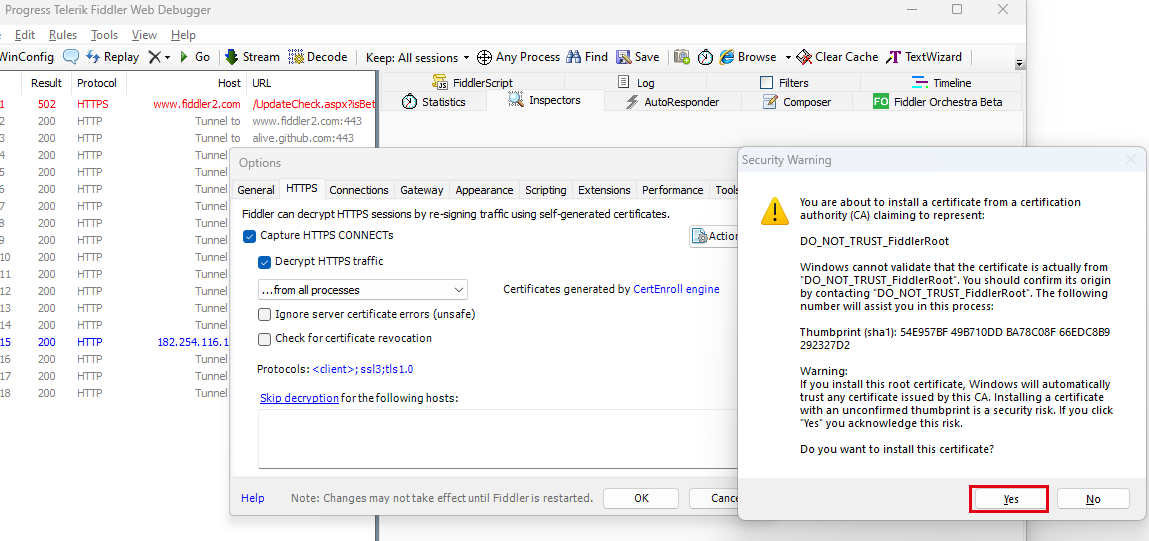 Progress Telerik Fiddler Web Debugger
Edit Rules Tools View Help
WinConfig Replay Go Stream Decode Keep: All sessions Any Process Find Save Browse Clear Cache TextWizard
Result Protocol Host URL
1 502 HTTPS www.fiddler2.com /UpdateCheck.aspx?isBet
2 200 HTTP Tunnel to www.fiddler2.com:443
3 200 HTTP Tunnel to alive.github.com:443
4 200 HTTP Tunnel
5 200 HTTP Tunnel
6 200 HTTP Tunnel
7 200 HTTP Tunnel
8 200 HTTP Tunnel
9 200 HTTP Tunnel
10 200 HTTP Tunnel
11 200 HTTP Tunnel
12 200 HTTP Tunnel
13 200 HTTP Tunnel
14 200 HTTP Tunnel
15 200 HTTP 182.254.116.1
16 200 HTTP Tunnel
17 200 HTTP Tunnel
18 200 HTTP Tunnel
FiddlerScript Log Filters Timeline
Statistics Inspectors AutoResponder Composer FO Fiddler Orchestra Beta
Options
General HTTPS Connections Gateway Appearance Scripting Extensions Performance Tools
Fiddler can decrypt HTTPS sessions by re-signing traffic using self-generated certificates.
Capture HTTPS CONNECTs
Action
Decrypt HTTPS traffic
...from all processes
Certificates generated by CertEnroll engine
Ignore server certificate errors (unsafe)
Check for certificate revocation
Protocols: <client>;ssl3;tls1.0
Skip decryption for the following hosts:
Help Note: Changes may not take effect until Fiddler is restarted. OK Cance
Security Warning
You are about to install a certificate from a certification
authority (CA) claiming to represent:
DO_NOT_TRUST_FiddlerRoot
Windows cannot validate that the certificate is actually from
"DO_NOT_TRUST_FiddlerRoot". You should confirm its origin
by contacting "DO_NOT_TRUST_FiddlerRoot". The following
number will assist you in this process:
Thumbprint (sha1): 54E957BF 49B710DD BA78C08F 66EDC8B9
292327D2
Warning:
If you install this root certificate, Windows will automatically
trust any certificate issued by this CA. Installing a certificate
with an unconfirmed thumbprint is a security risk. If you click
"Yes" you acknowledge this risk.
Do you want to install this certificate?
Yes No